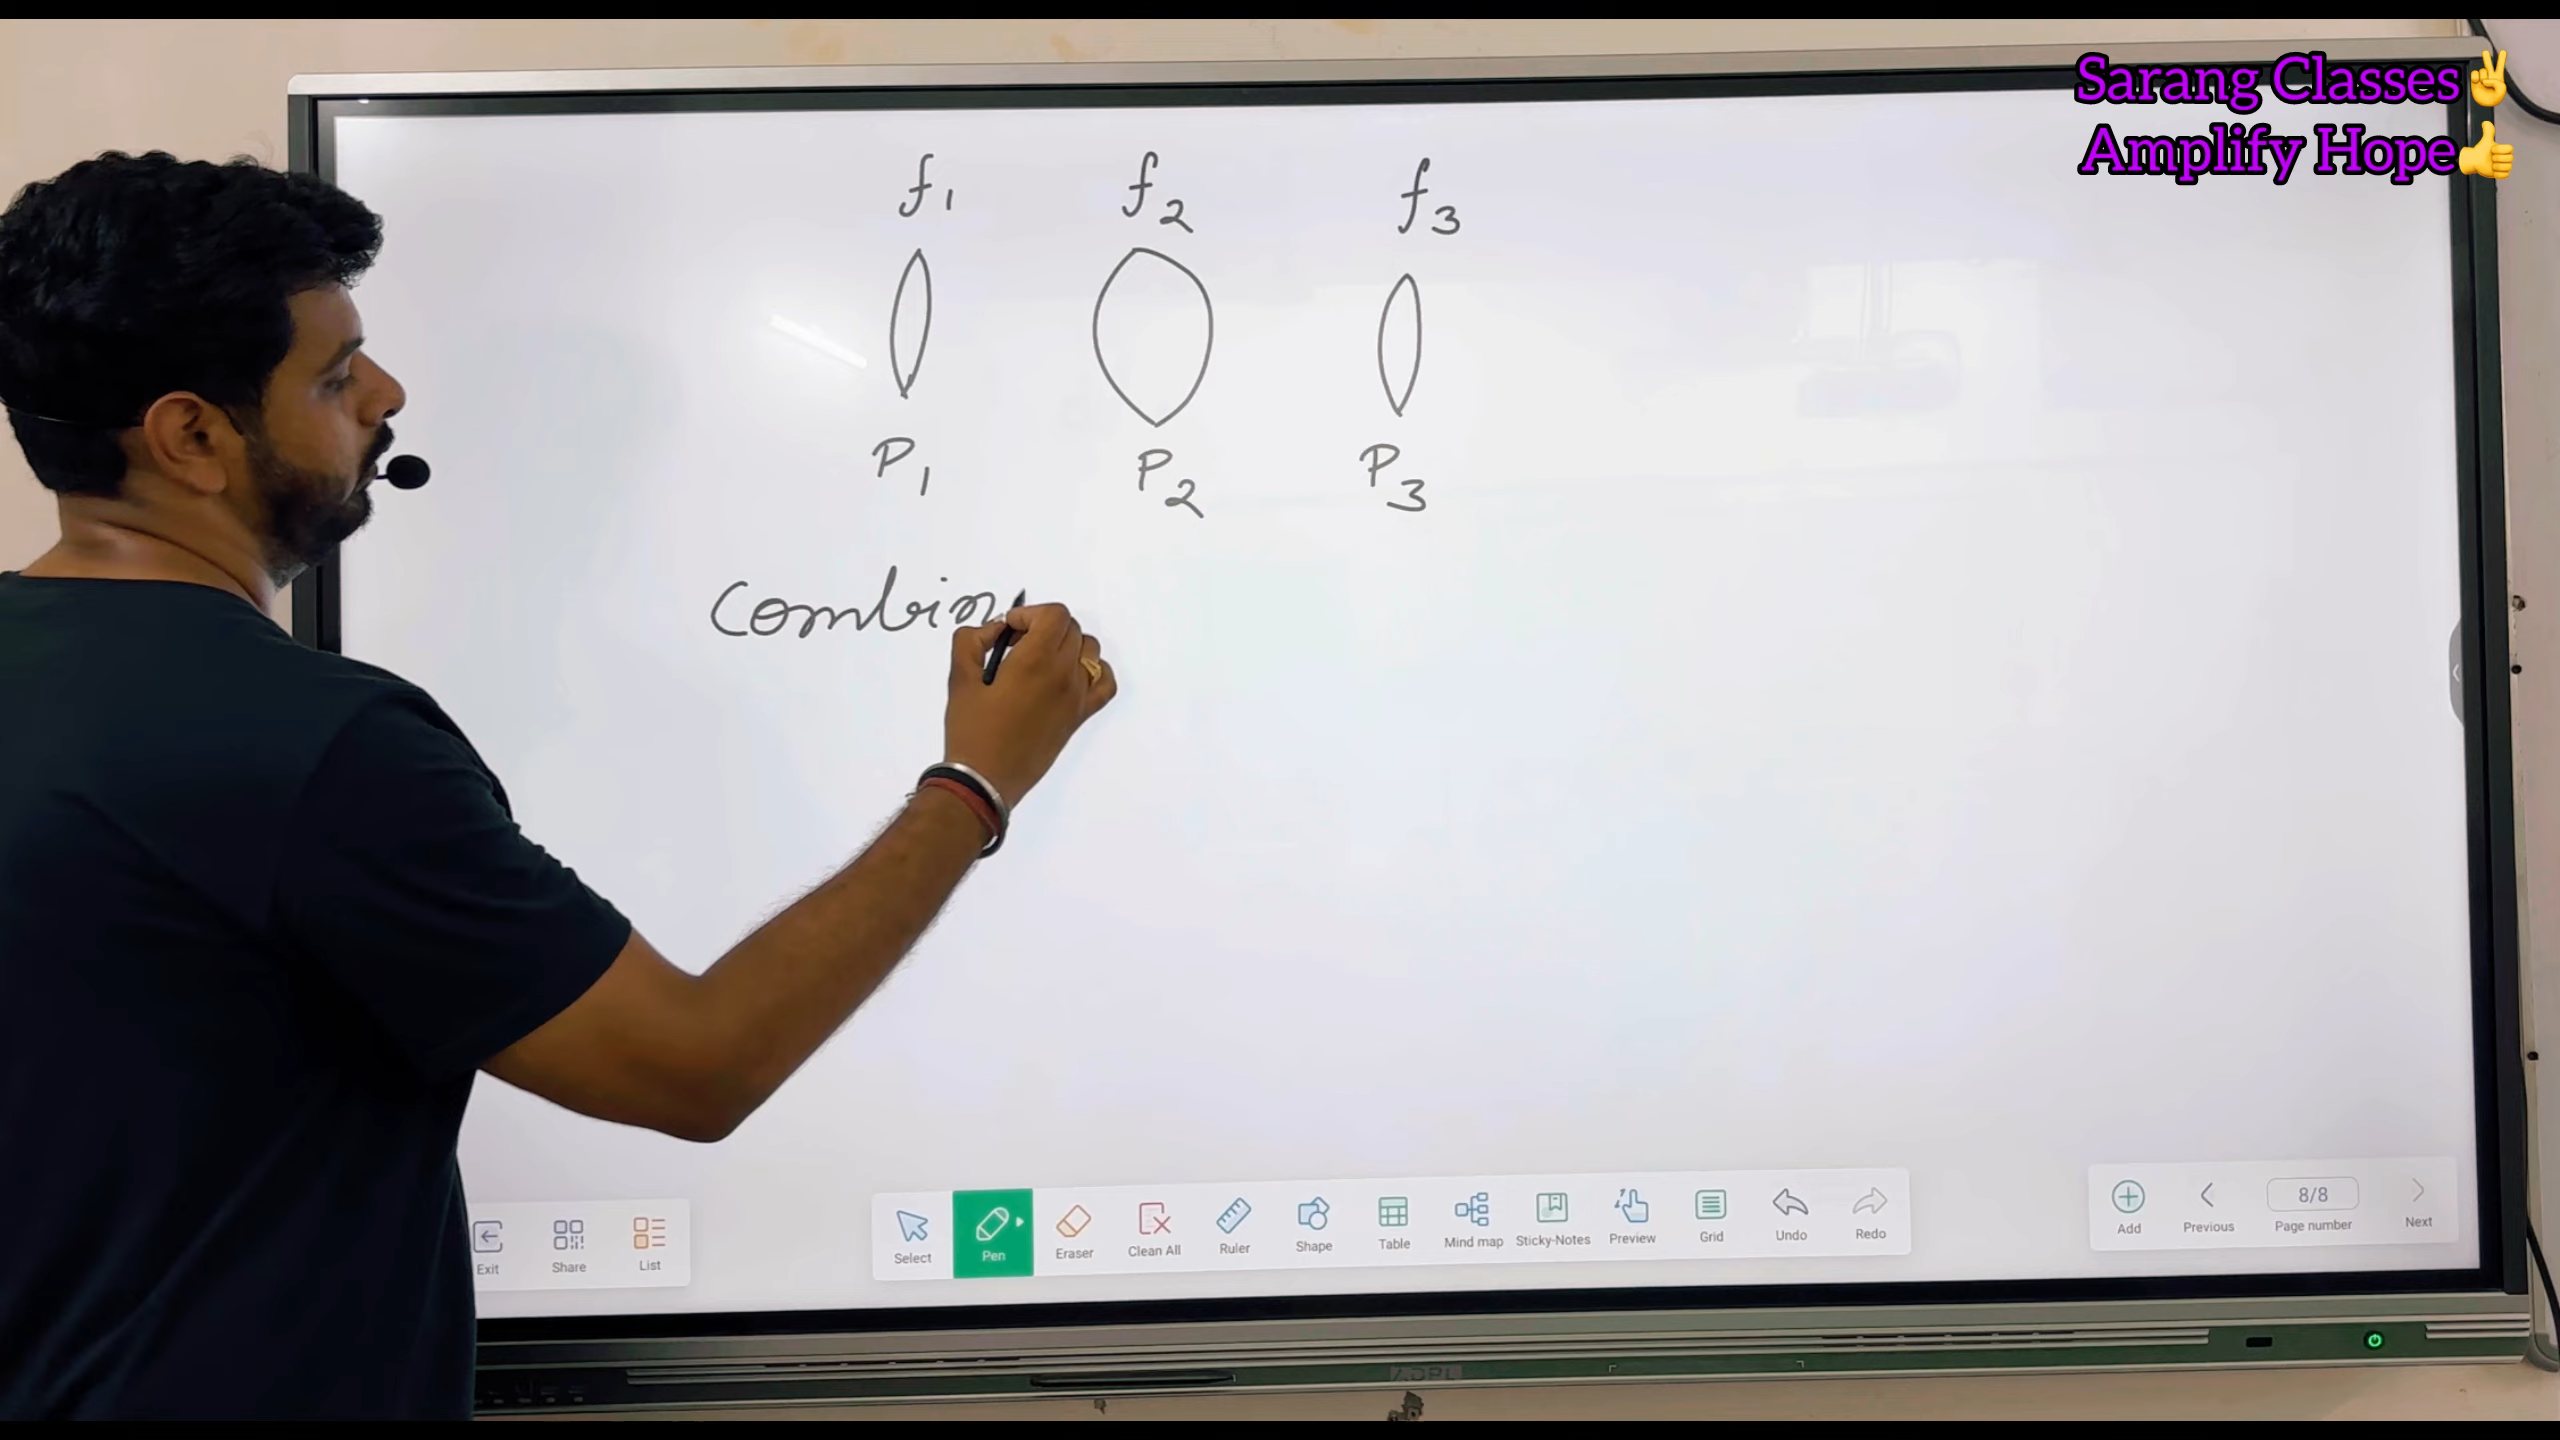 Sarang Classes✌️
Amplify Hope👍
f1 f2 f3
P1 P2 P3
Combin
Exit Share List
Select Pen Eraser Clean All Ruler Shape Table Mind map Sticky-Notes Preview Grid Undo Redo
Add Previous 8/8 Page number Next